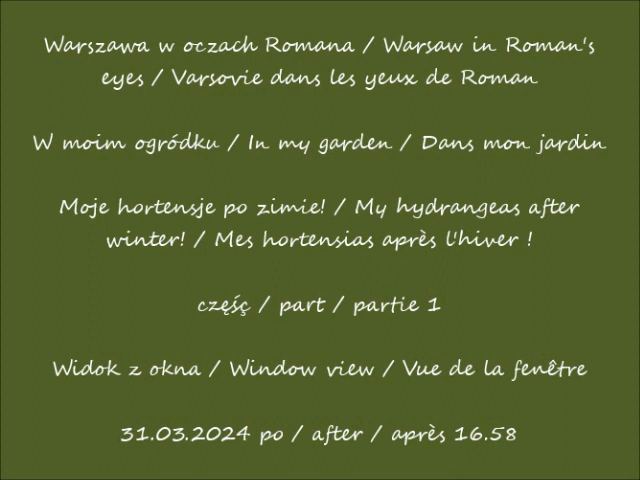 Warszawa w oczach Romana / Warsaw in Roman's
eyes / Varsovie dans les yeux de Roman
W moim ogródku / In my garden / Dans mon jardin
Moje hortensje po zimie! / My hydrangeas after
winter! / Mes hortensias après l'hiver !
częśç / part / partie 1
Widok z okna / Window view / Vue de la fenêtre
31.03.2024 po / after / après 16.58